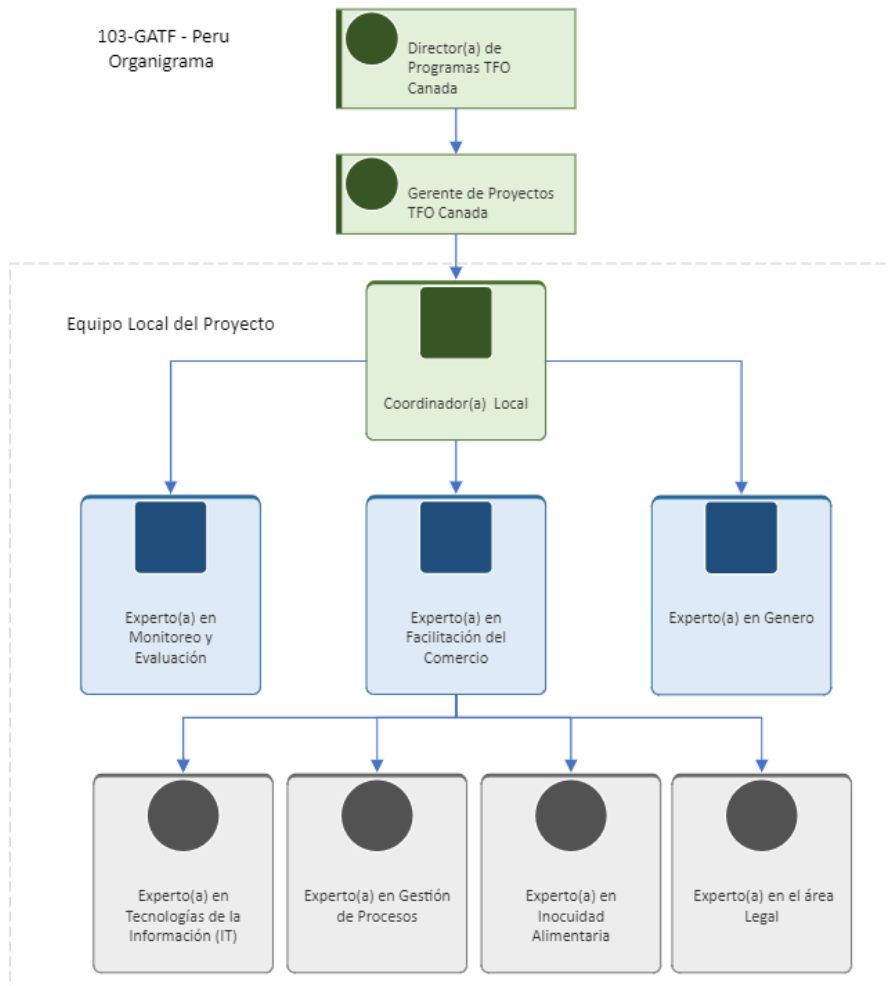 103-GATF - Peru
Organigrama
Director(a) de
Programas TFO
Canada
Gerente de Proyectos
TFO Canada
Equipo Local del Proyecto
Coordinador(a) Local
Experto(a) en
Monitoreo y
Evaluación
Experto(a) en
Facilitación del
Comercio
Experto(a) en Genero
Experto(a) en
Tecnologías de la
Información (IT)
Experto(a) en Gestión
de Procesos
Experto(a) en
Inocuidad
Alimentaria
Experto(a) en el área
Legal